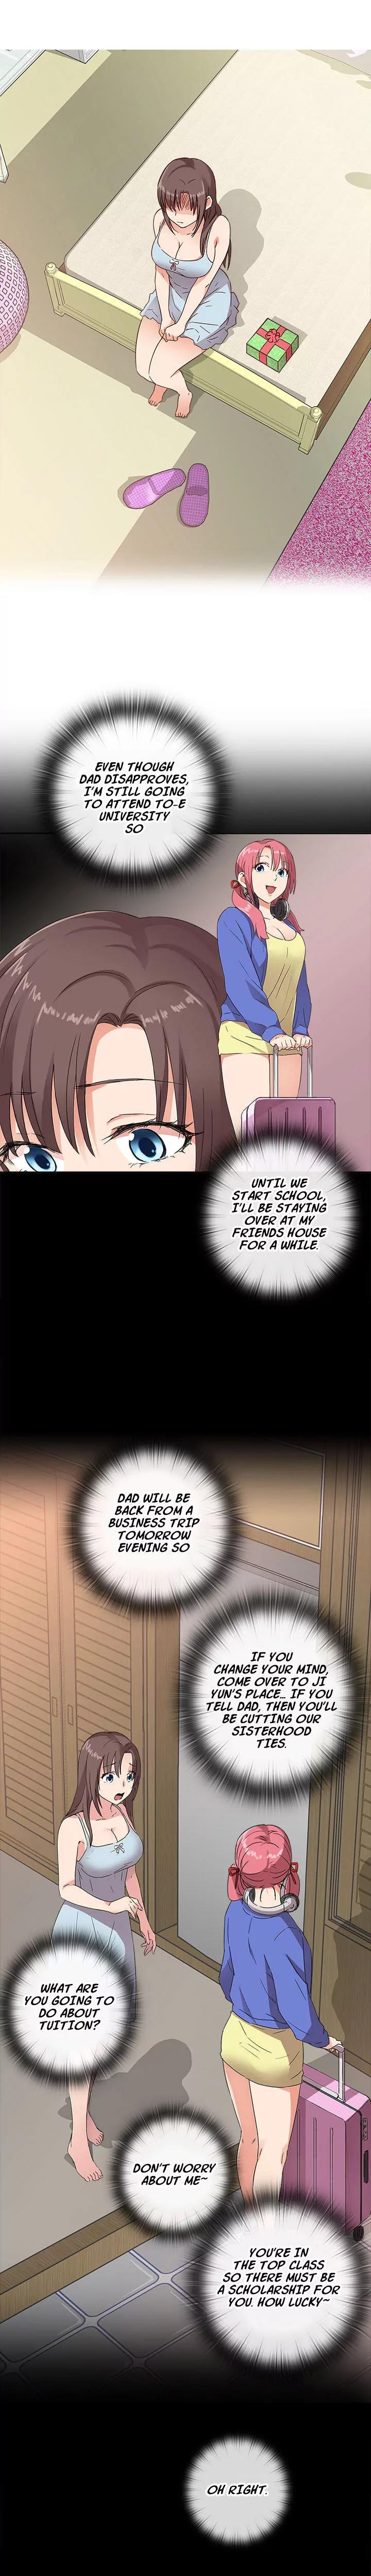 EVEN THOUGH
DAD DISAPPROVES,
I'M STILL GOING
TO ATTEND TO-E
UNIVERSITY
SO
UNTIL WE
START SCHOOL,
I'LL BE STAYING
OVER AT MY
FRIENDS HOUSE
FOR A WHILE.
DAD WILL BE
BACK FROM A
BUSINESS TRIP
TOMORROW
EVENING SO
IF YOU
CHANGE YOUR MIND,
COME OVER TO JI
YUN'S PLACE... IF YOU
TELL DAD, THEN YOU'LL
BE CUTTING OUR
SISTERHOOD
TIES.
WHAT ARE
YOU GOING TO
DO ABOUT
TUITION?
DON'T WORRY
ABOUT ME~
YOU'RE IN
THE TOP CLASS
SO THERE MUST BE
A SCHOLARSHIP FOR
YOU. HOW LUCKY~
OH RIGHT.